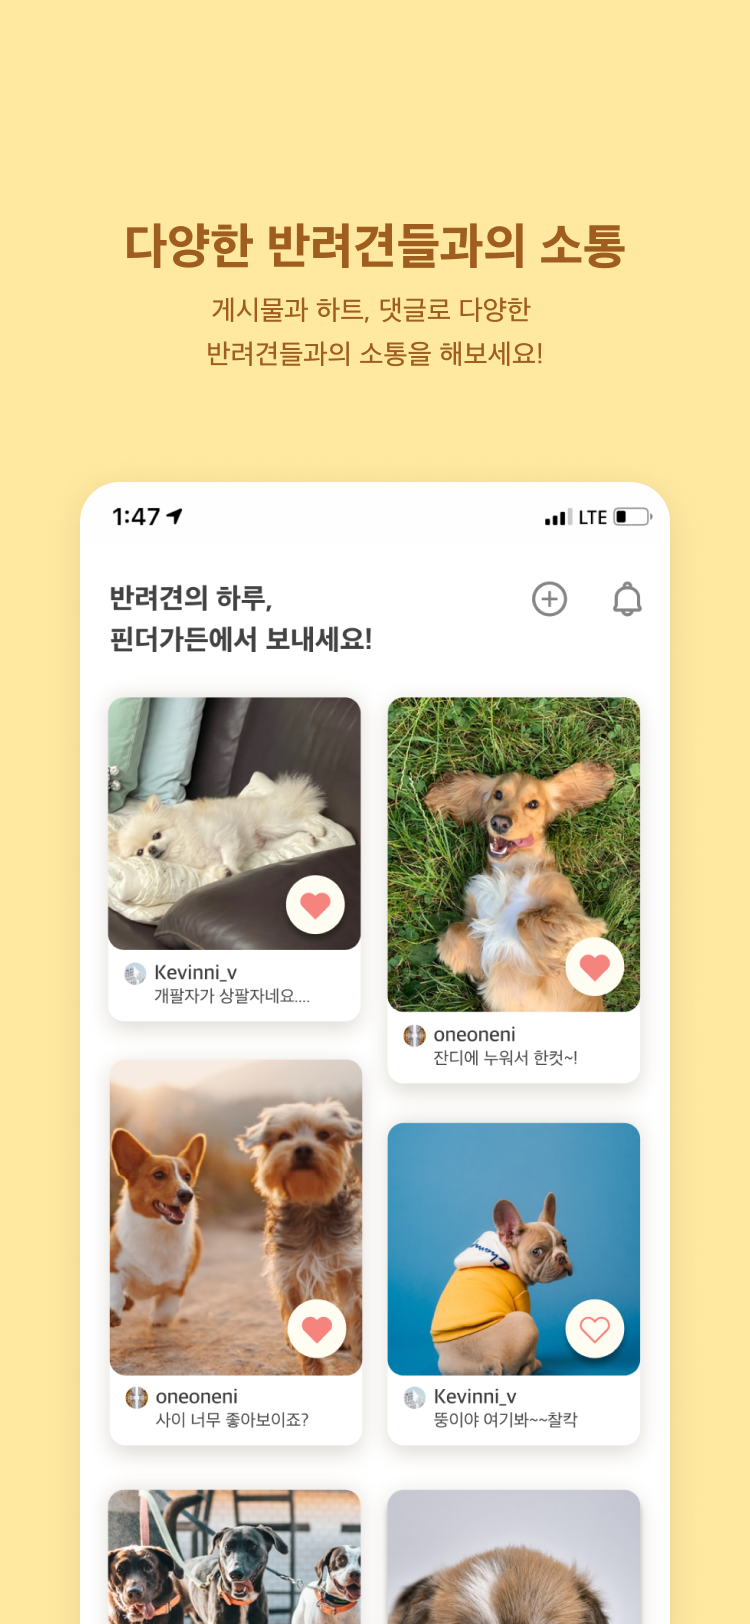 다양한 반려견들과의 소통
게시물과 하트, 댓글로 다양한
반려견들과의 소통을 해보세요!
1:47
LTE
반려견의 하루,
핀더가든에서 보내세요!
Kevinni_v
개팔자가 상팔자네요....
oneoneni
잔디에 누워서 한컷~!
oneoneni
사이 너무 좋아보이죠?
Kevinni_v
뚱이야 여기봐~~찰칵